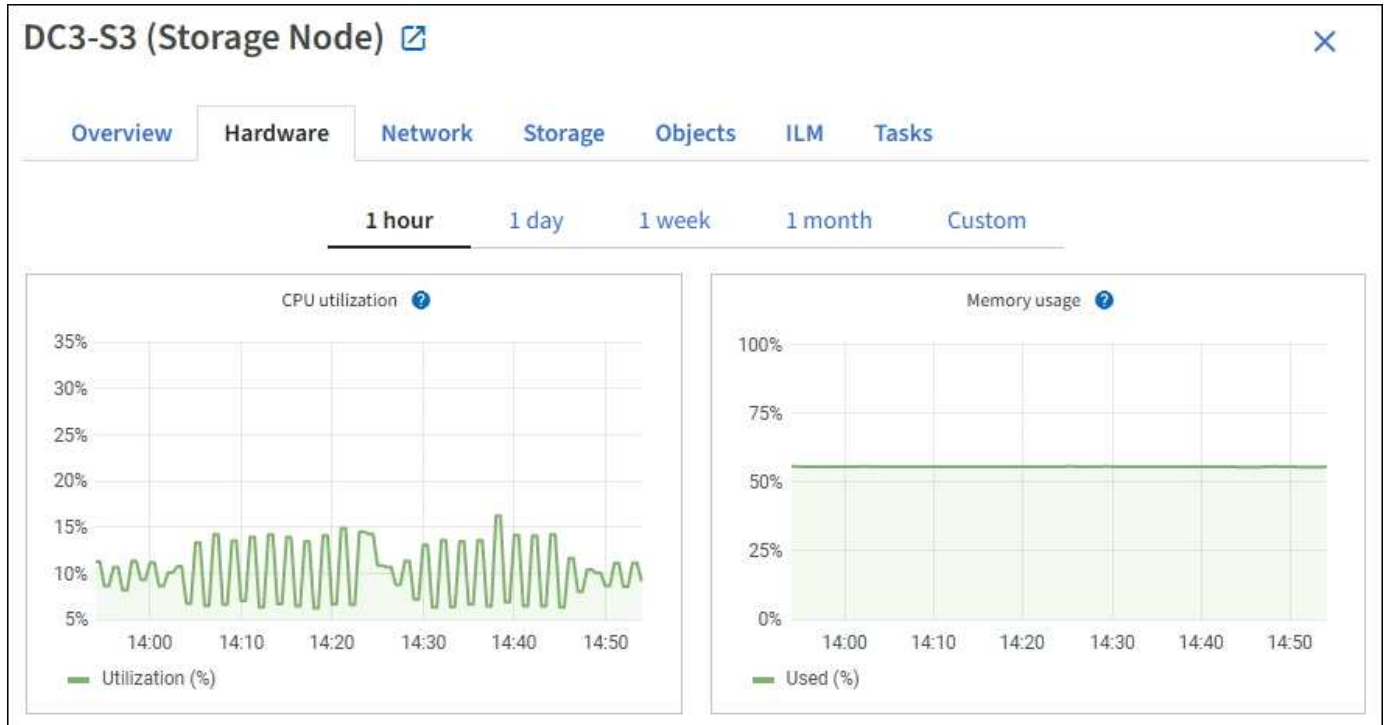 DC3-S3 (Storage Node)
Overview Hardware Network Storage Objects ILM Tasks
1 hour 1 day 1 week 1 month Custom
CPU utilization ?
35%
30%
25%
20%
15%
10%
5%
14:00 14:10 14:20 14:30 14:40 14:50
Utilization (%)
Memory usage ?
100%
75%
50%
25%
0%
14:00 14:10 14:20 14:30 14:40 14:50
Used (%)